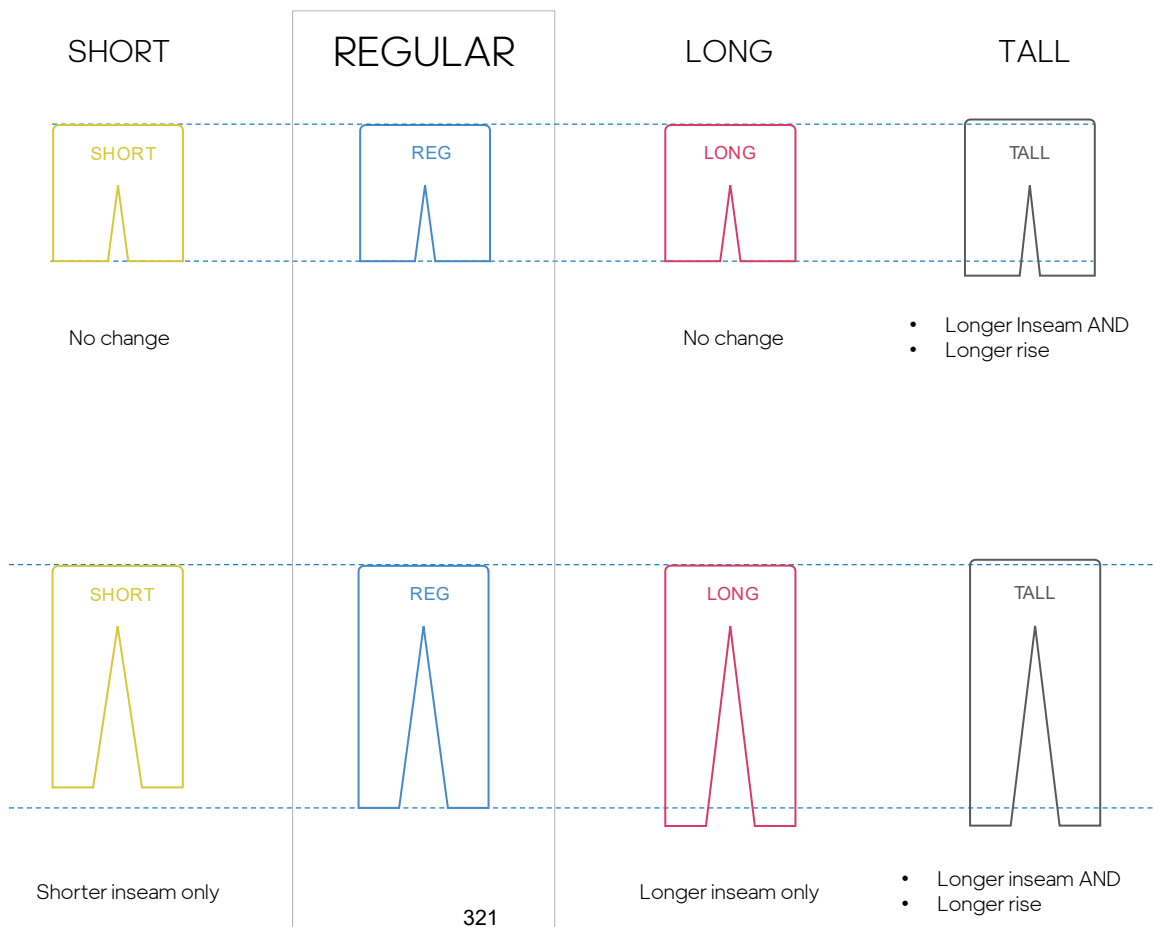 SHORT
REGULAR
LONG
TALL
SHORT
REG
LONG
TALL
No change
No change
• Longer Inseam AND
• Longer rise
SHORT
REG
LONG
TALL
Shorter inseam only
Longer inseam only
• Longer inseam AND
• Longer rise
321